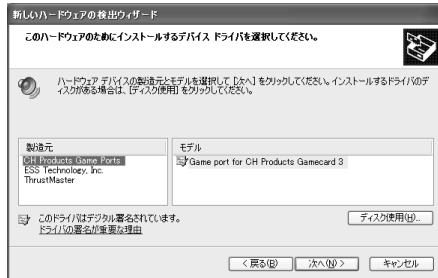 新しいハードウェアの検出ウィザード
このハードウェアのためにインストールするデバイス ドライバを選択してください。
ハードウェア デバイスの製造元とモデルを選択して [次へ] をクリックしてください。インストールするドライバのデ
ィスクがある場合は、[ディスク使用] をクリックしてください。
製造元
CH Products Game Ports
ESS Technology, Inc.
ThrustMaster
モデル
Game port for CH Products Gamecard 3
このドライバはデジタル署名されています。
ドライバの署名が重要な理由
ディスク使用(H)...
< 戻る(B)
次へ(N) >
キャンセル